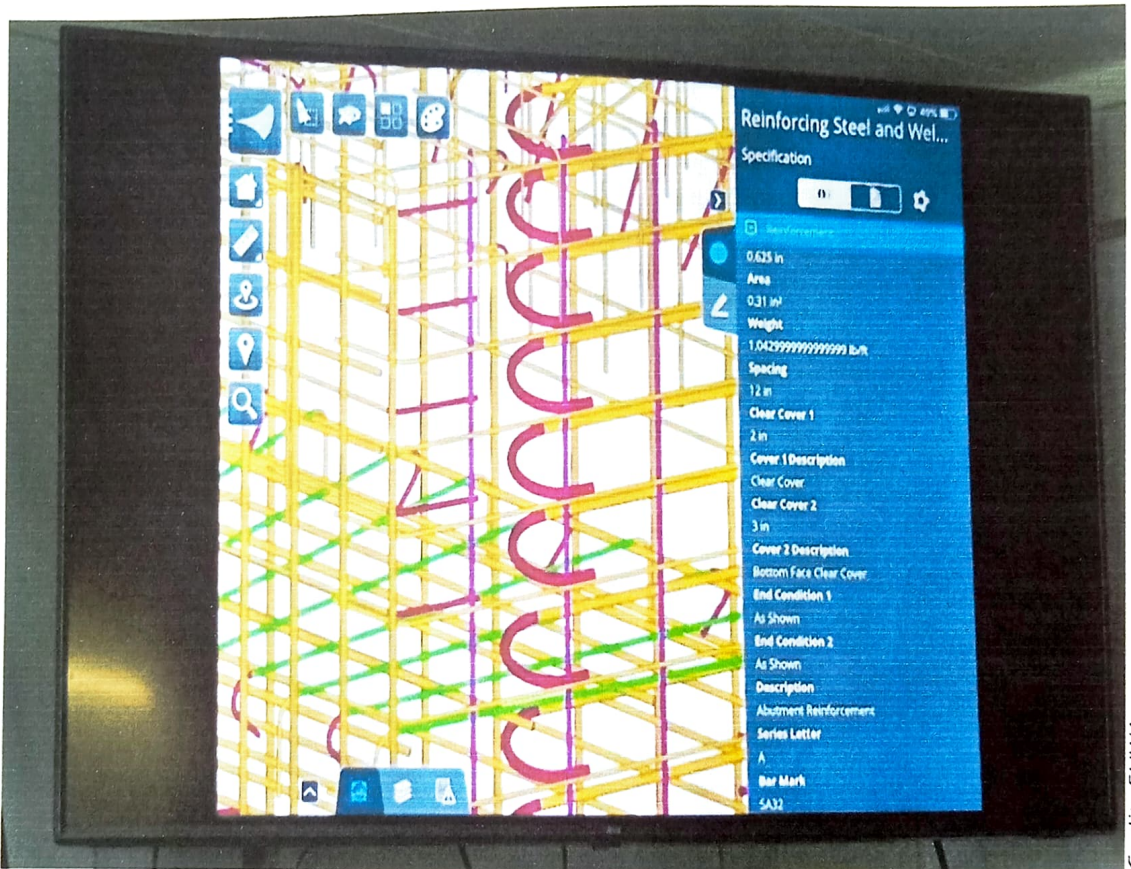 49%
Reinforcing Steel and Wel...
Specification
Reinforcement
0.625 in
Area
0.31 in²
Weight
1.0429999999999999 lb/ft
Spacing
12 in
Clear Cover 1
2 in
Cover 1 Description
Clear Cover
Clear Cover 2
3 in
Cover 2 Description
Bottom Face Clear Cover
End Condition 1
As Shown
End Condition 2
As Shown
Description
Abutment Reinforcement
Series Letter
A
Bar Mark
5A32